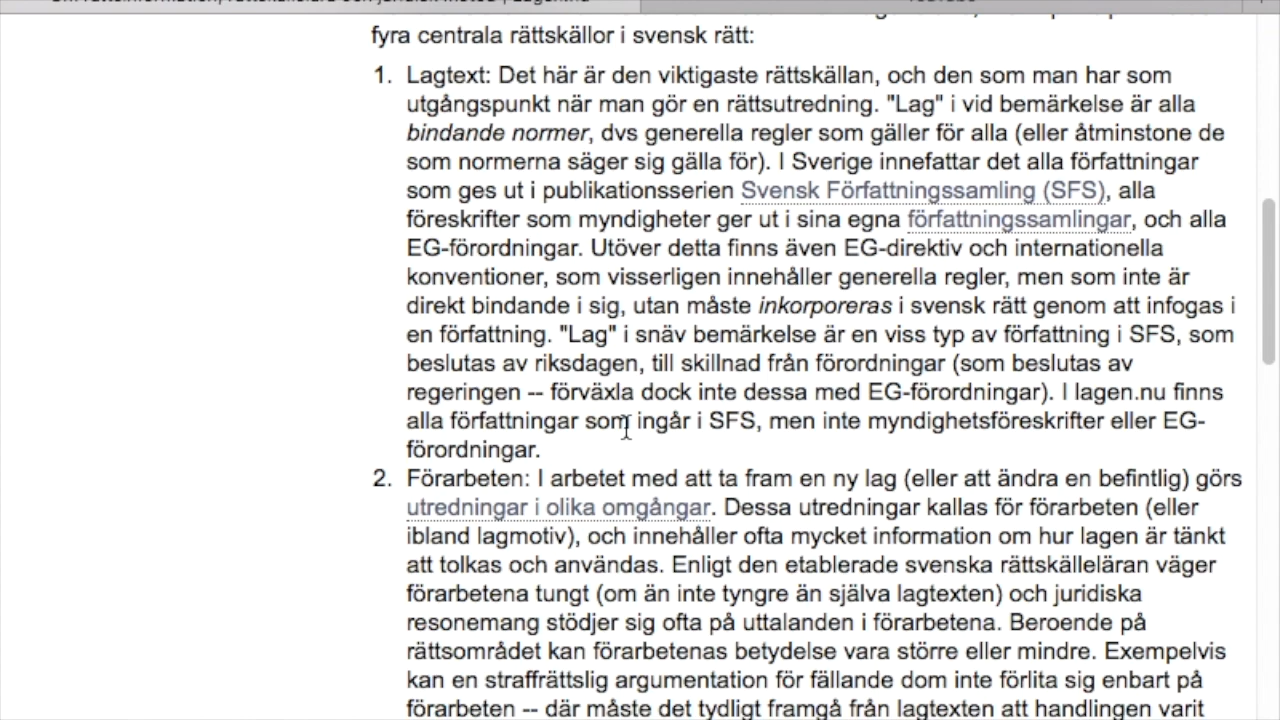 fyra centrala rättskällor i svensk rätt:
1. Lagtext: Det här är den viktigaste rättskällan, och den som man har som
utgångspunkt när man gör en rättsutredning. "Lag" i vid bemärkelse är alla
bindande normer, dvs generella regler som gäller för alla (eller åtminstone de
som normerna säger sig gälla för). I Sverige innefattar det alla författningar
som ges ut i publikationsserien Svensk Författningssamling (SFS), alla
föreskrifter som myndigheter ger ut i sina egna författningssamlingar, och alla
EG-förordningar. Utöver detta finns även EG-direktiv och internationella
konventioner, som visserligen innehåller generella regler, men som inte är
direkt bindande i sig, utan måste inkorporeras i svensk rätt genom att infogas i
en författning. "Lag" i snäv bemärkelse är en viss typ av författning i SFS, som
beslutas av riksdagen, till skillnad från förordningar (som beslutas av
regeringen -- förväxla dock inte dessa med EG-förordningar). I lagen.nu finns
alla författningar som ingår i SFS, men inte myndighetsföreskrifter eller EG-
förordningar.
2. Förarbeten: I arbetet med att ta fram en ny lag (eller att ändra en befintlig) görs
utredningar i olika omgångar. Dessa utredningar kallas för förarbeten (eller
ibland lagmotiv), och innehåller ofta mycket information om hur lagen är tänkt
att tolkas och användas. Enligt den etablerade svenska rättskälleläran väger
förarbetena tungt (om än inte tyngre än själva lagtexten) och juridiska
resonemang stödjer sig ofta på uttalanden i förarbetena. Beroende på
rättsområdet kan förarbetenas betydelse vara större eller mindre. Exempelvis
kan en straffrättslig argumentation för fällande dom inte förlita sig enbart på
förarbeten -- där måste det tydligt framgå från lagtexten att handlingen varit